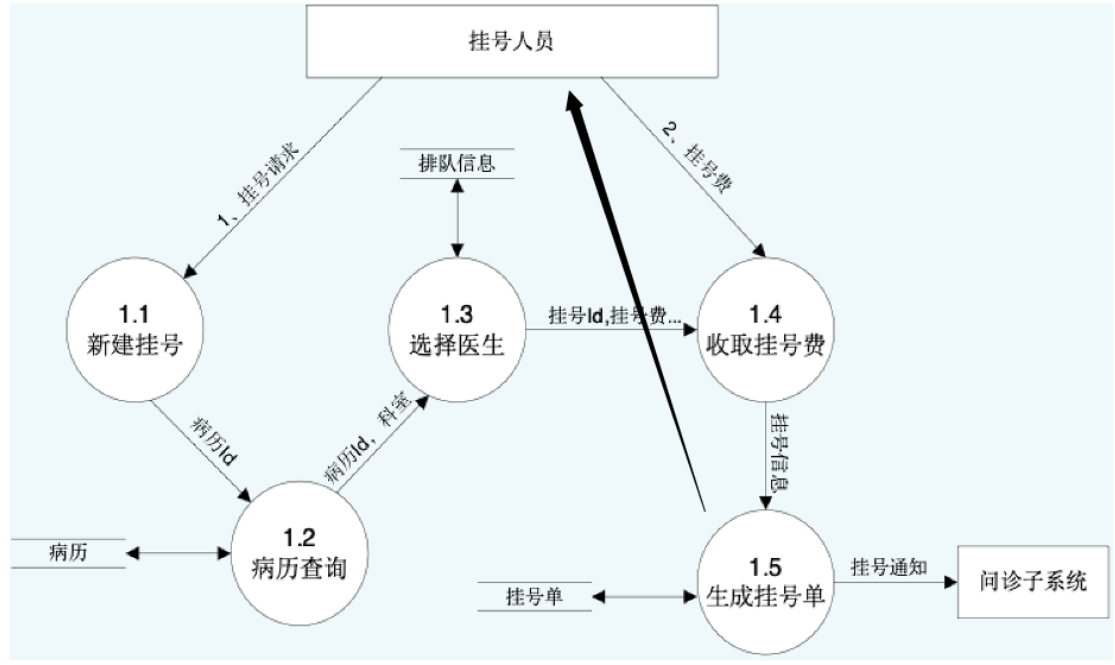 挂号人员
1、挂号请求
2、挂号费
排队信息
1.1
新建挂号
1.3
选择医生
挂号Id,挂号费...
1.4
收取挂号费
病历Id
病历Id，科室
挂号信息
1.2
病历查询
病历
1.5
生成挂号单
挂号单
挂号通知
问诊子系统